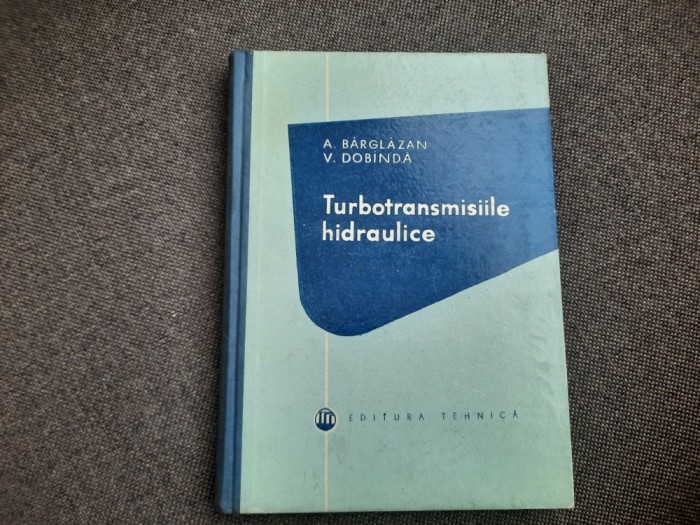 A. BĂRGLĂZAN
V. DOBÎNDĂ
Turbotransmisiile
hidraulice
EDITURA TEHNICĂ